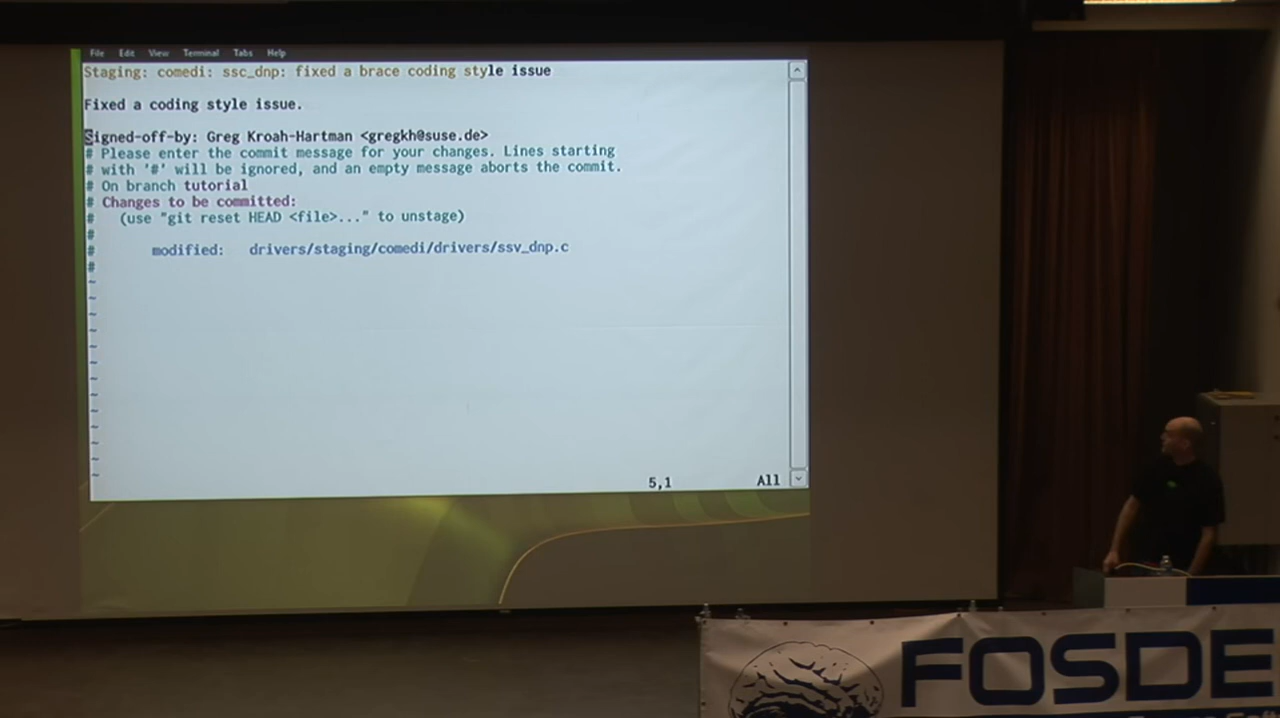 File Edit View Terminal Tabs Help
Staging: comedi: ssc_dnp: fixed a brace coding style issue
Fixed a coding style issue.
Signed-off-by: Greg Kroah-Hartman <gregkh@suse.de>
# Please enter the commit message for your changes. Lines starting
# with '#' will be ignored, and an empty message aborts the commit.
# On branch tutorial
# Changes to be committed:
#   (use "git reset HEAD <file>..." to unstage)
#
#       modified:   drivers/staging/comedi/drivers/ssv_dnp.c
#
~
~
~
~
~
~
~
~
~
~
~
~
~
5,1 All
FOSDE